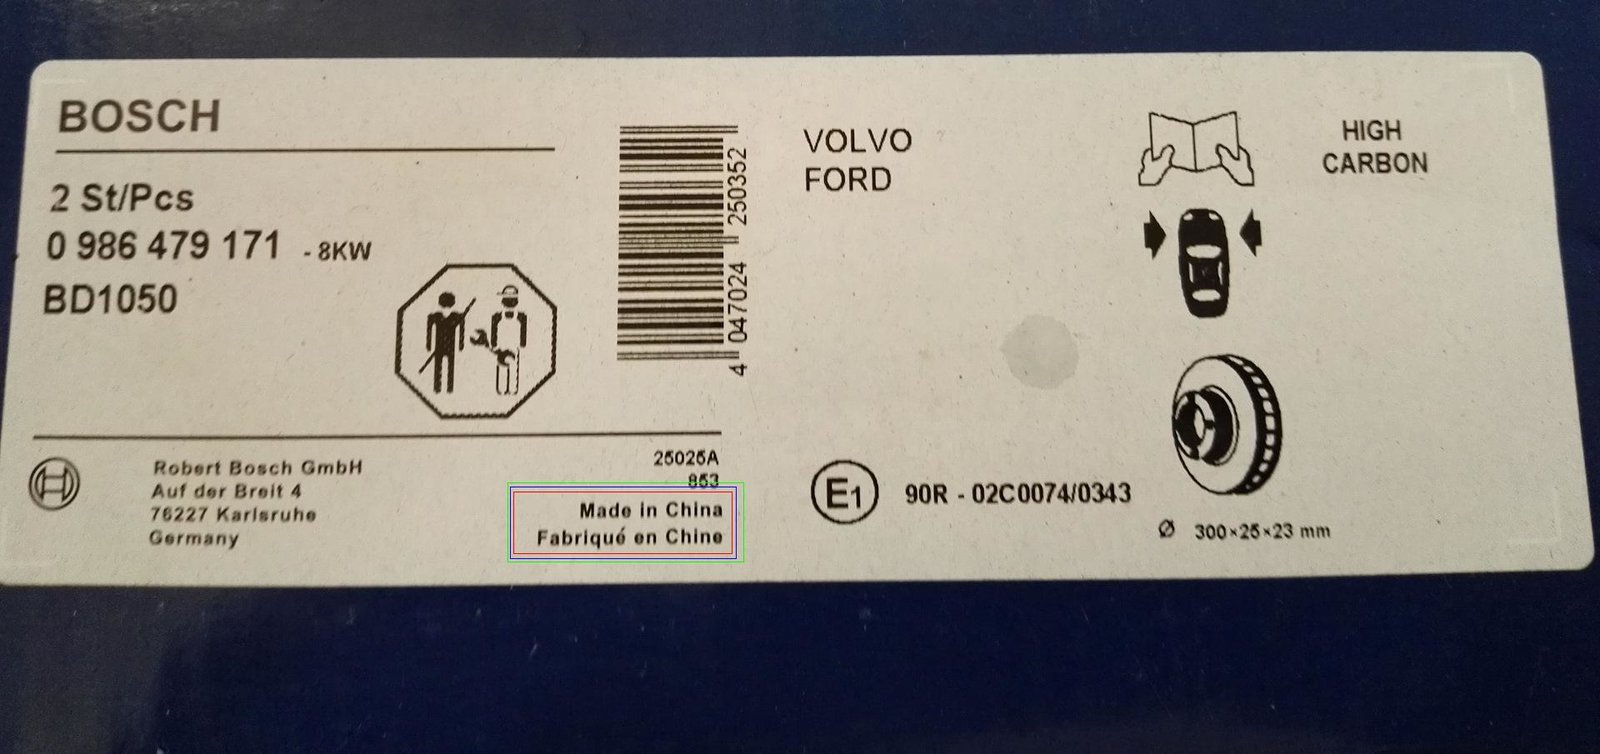 BOSCH
2 St/Pcs
0 986 479 171 - 8KW
BD1050
4 047024 250352
Robert Bosch GmbH
Auf der Breit 4
76227 Karlsruhe
Germany
25025A
853
Made in China
Fabriqué en Chine
VOLVO
FORD
HIGH
CARBON
E1 90R - 02C0074/0343
Ø 300×25×23 mm